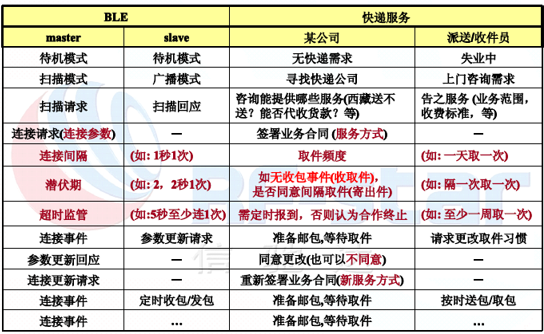 BLE 快递服务
master slave 某公司 派送/收件员
待机模式 待机模式 无快递需求 失业中
扫描模式 广播模式 寻找快递公司 上门咨询需求
扫描请求 扫描回应 咨询能提供哪些服务(西藏送不 告之服务 (业务范围,
送? 能否代收货款? 等) 收费标准, 等)
连接请求(连接参数) — 签署业务合同 (服务方式) —
连接间隔 (如: 1秒1次) 取件频度 (如: 一天取一次)
潜伏期 (如: 2, 2秒1次) 如无收包事件(收取件), (如: 隔一次取一次)
是否同意间隔取件(寄出件)
超时监管 (如:5秒至少连1次) 需定时报到, 否则认为合作终止 (如: 至少一周取一次)
连接事件 参数更新请求 准备邮包,等待取件 请求更改取件习惯
参数更新回应 — 同意更改(也可以不同意) —
连接更新请求 — 重新签署业务合同(新服务方式) —
连接事件 定时收包/发包 准备邮包,等待取件 按时送包/取包
连接事件 … 准备邮包,等待取件 …